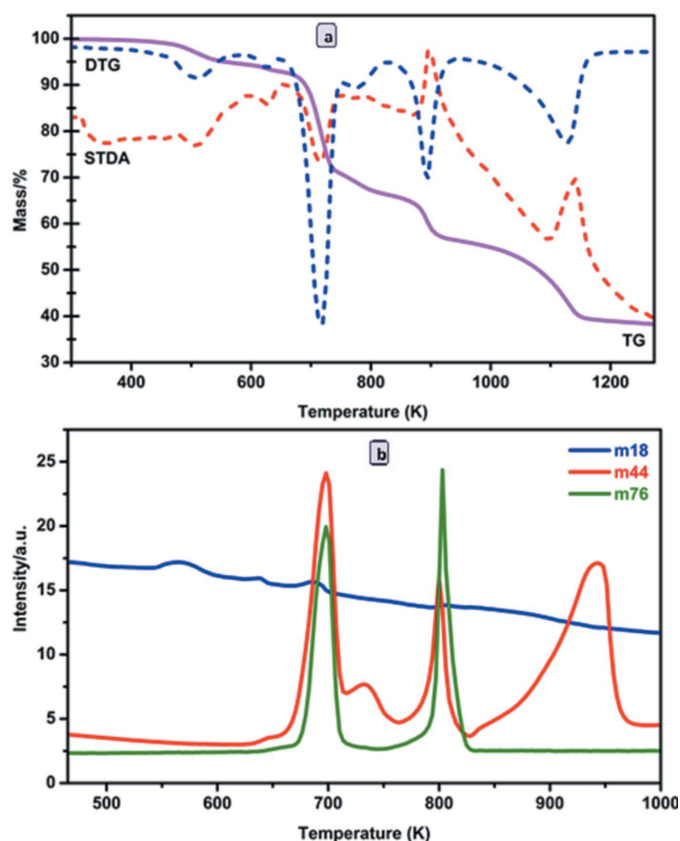 a
100
90
80
70
60
50
40
30
Mass/%
DTG
STDA
TG
400 600 800 1000 1200
Temperature (K)
b
25
20
15
10
5
0
Intensity/a.u.
m18
m44
m76
500 600 700 800 900 1000
Temperature (K)